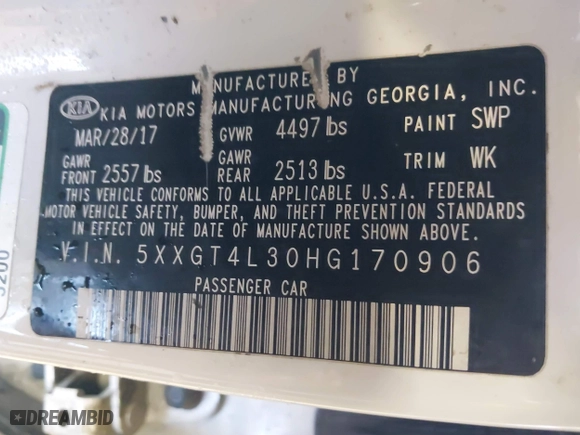 MANUFACTURED BY
KIA KIA MOTORS MANUFACTURING GEORGIA, INC.
MAR/28/17 GVWR 4497 lbs PAINT SWP
GAWR FRONT 2557 lbs GAWR REAR 2513 lbs TRIM WK
THIS VEHICLE CONFORMS TO ALL APPLICABLE U.S.A. FEDERAL
MOTOR VEHICLE SAFETY, BUMPER, AND THEFT PREVENTION STANDARDS
IN EFFECT ON THE DATE OF MANUFACTURE SHOWN ABOVE.
V.I.N. 5XXGT4L30HG170906
PASSENGER CAR
DREAMBID